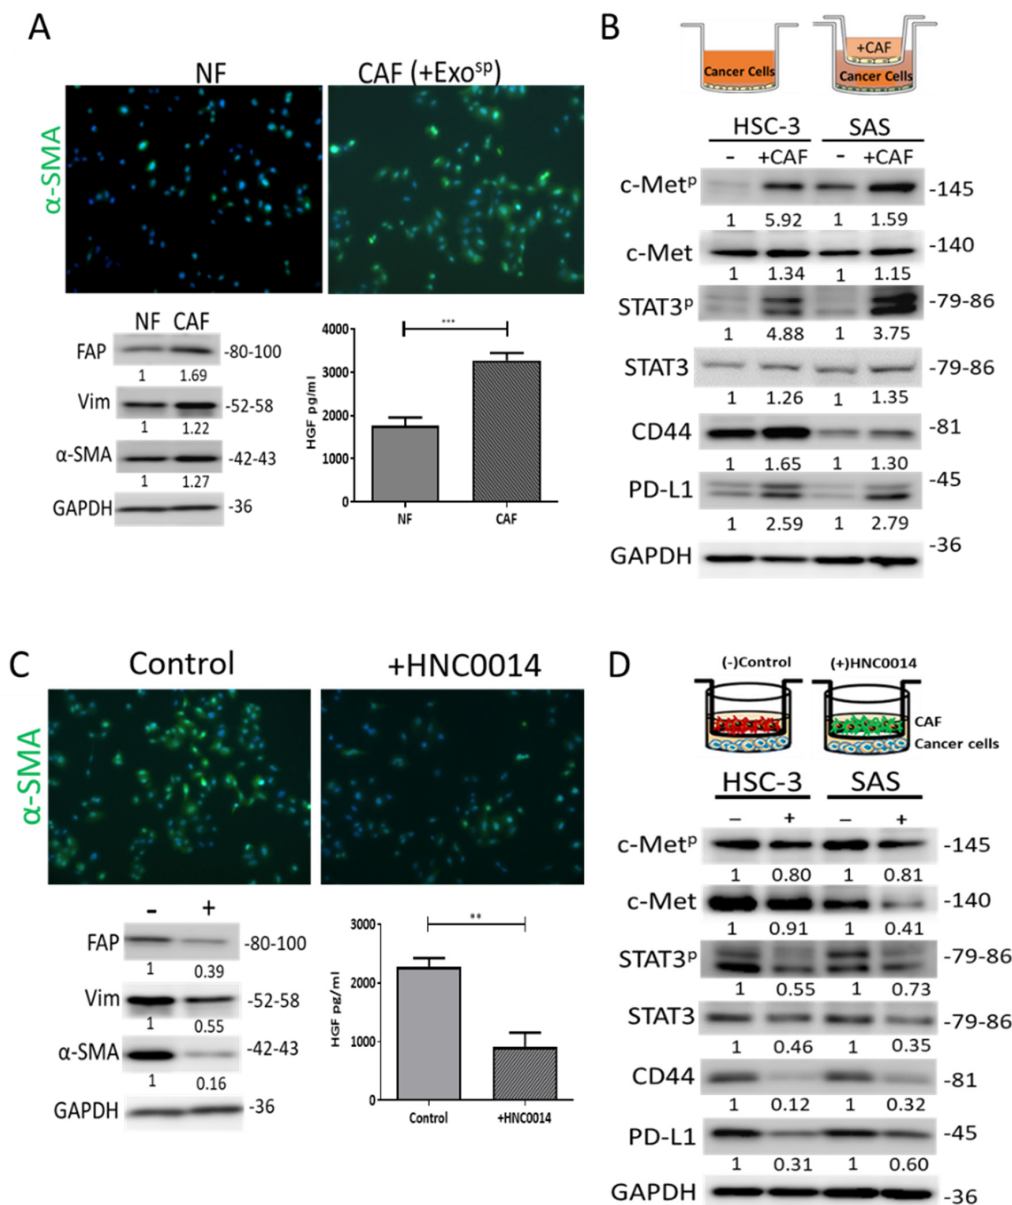 A
NF
CAF (+Exoˢᵖ)
α-SMA
NF CAF
FAP -80-100
1 1.69
Vim -52-58
1 1.22
α-SMA -42-43
1 1.27
GAPDH -36
HGF pg/ml
4000
3000
2000
1000
0
***
NF CAF
B
Cancer Cells
+CAF
Cancer Cells
HSC-3 SAS
- +CAF - +CAF
c-Metᵖ -145
1 5.92 1 1.59
c-Met -140
1 1.34 1 1.15
STAT3ᵖ -79-86
1 4.88 1 3.75
STAT3 -79-86
1 1.26 1 1.35
CD44 -81
1 1.65 1 1.30
PD-L1 -45
1 2.59 1 2.79
GAPDH -36
C
Control
+HNC0014
α-SMA
- +
FAP -80-100
1 0.39
Vim -52-58
1 0.55
α-SMA -42-43
1 0.16
GAPDH -36
HGF pg/ml
3000
2000
1000
0
**
Control +HNC0014
D
(-)Control (+)HNC0014
CAF
Cancer cells
HSC-3 SAS
– + – +
c-Metᵖ -145
1 0.80 1 0.81
c-Met -140
1 0.91 1 0.41
STAT3ᵖ -79-86
1 0.55 1 0.73
STAT3 -79-86
1 0.46 1 0.35
CD44 -81
1 0.12 1 0.32
PD-L1 -45
1 0.31 1 0.60
GAPDH -36